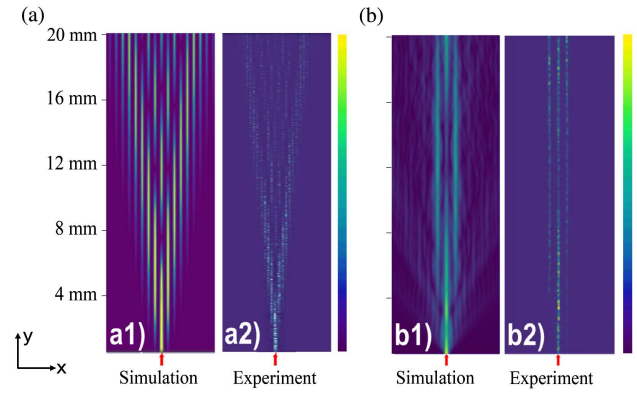 (a)
(b)
20 mm
16 mm
12 mm
8 mm
4 mm
a1)
a2)
b1)
b2)
y
x
Simulation
Experiment
Simulation
Experiment